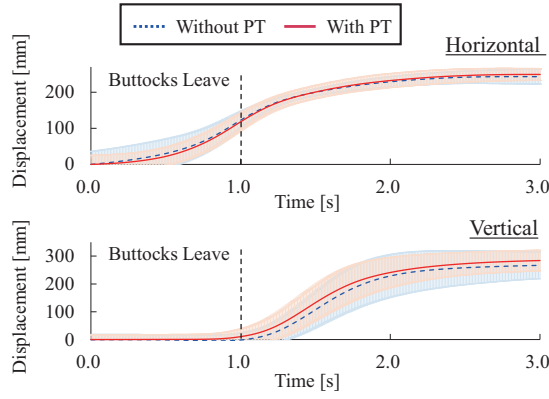 Without PT With PT
Horizontal
Displacement [mm]
200
100
0
Buttocks Leave
0.0 1.0 2.0 3.0
Time [s]
Vertical
Displacement [mm]
300
200
100
0
Buttocks Leave
0.0 1.0 2.0 3.0
Time [s]